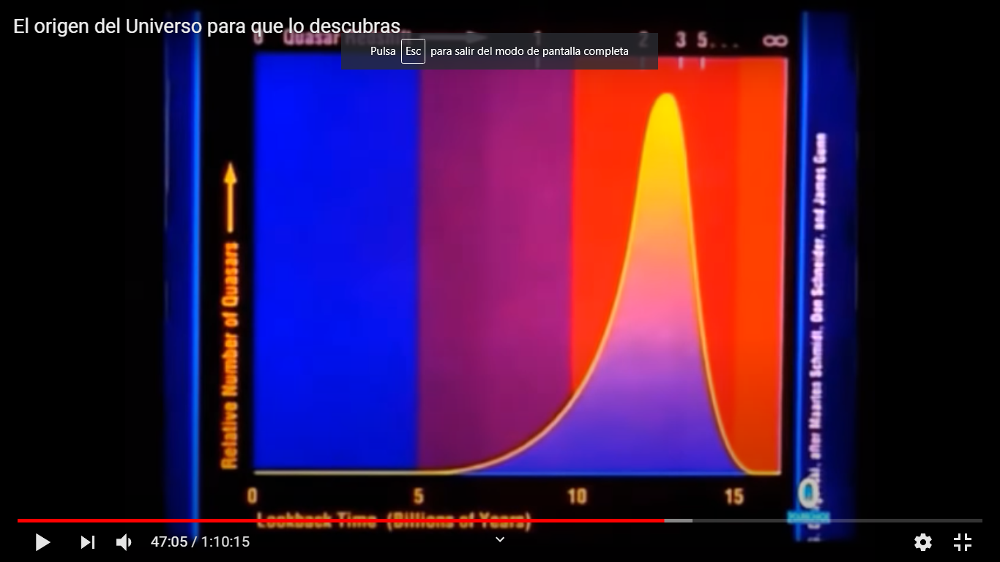 El origen del Universo para que lo descubras
0 Quasar Redshift 1 2 3 5... ∞
Pulsa Esc para salir del modo de pantalla completa
Relative Number of Quasars
after Maarten Schmidt, Don Schneider, and James Gunn
0 5 10 15
Lookback Time (Billions of Years)
47:05 / 1:10:15